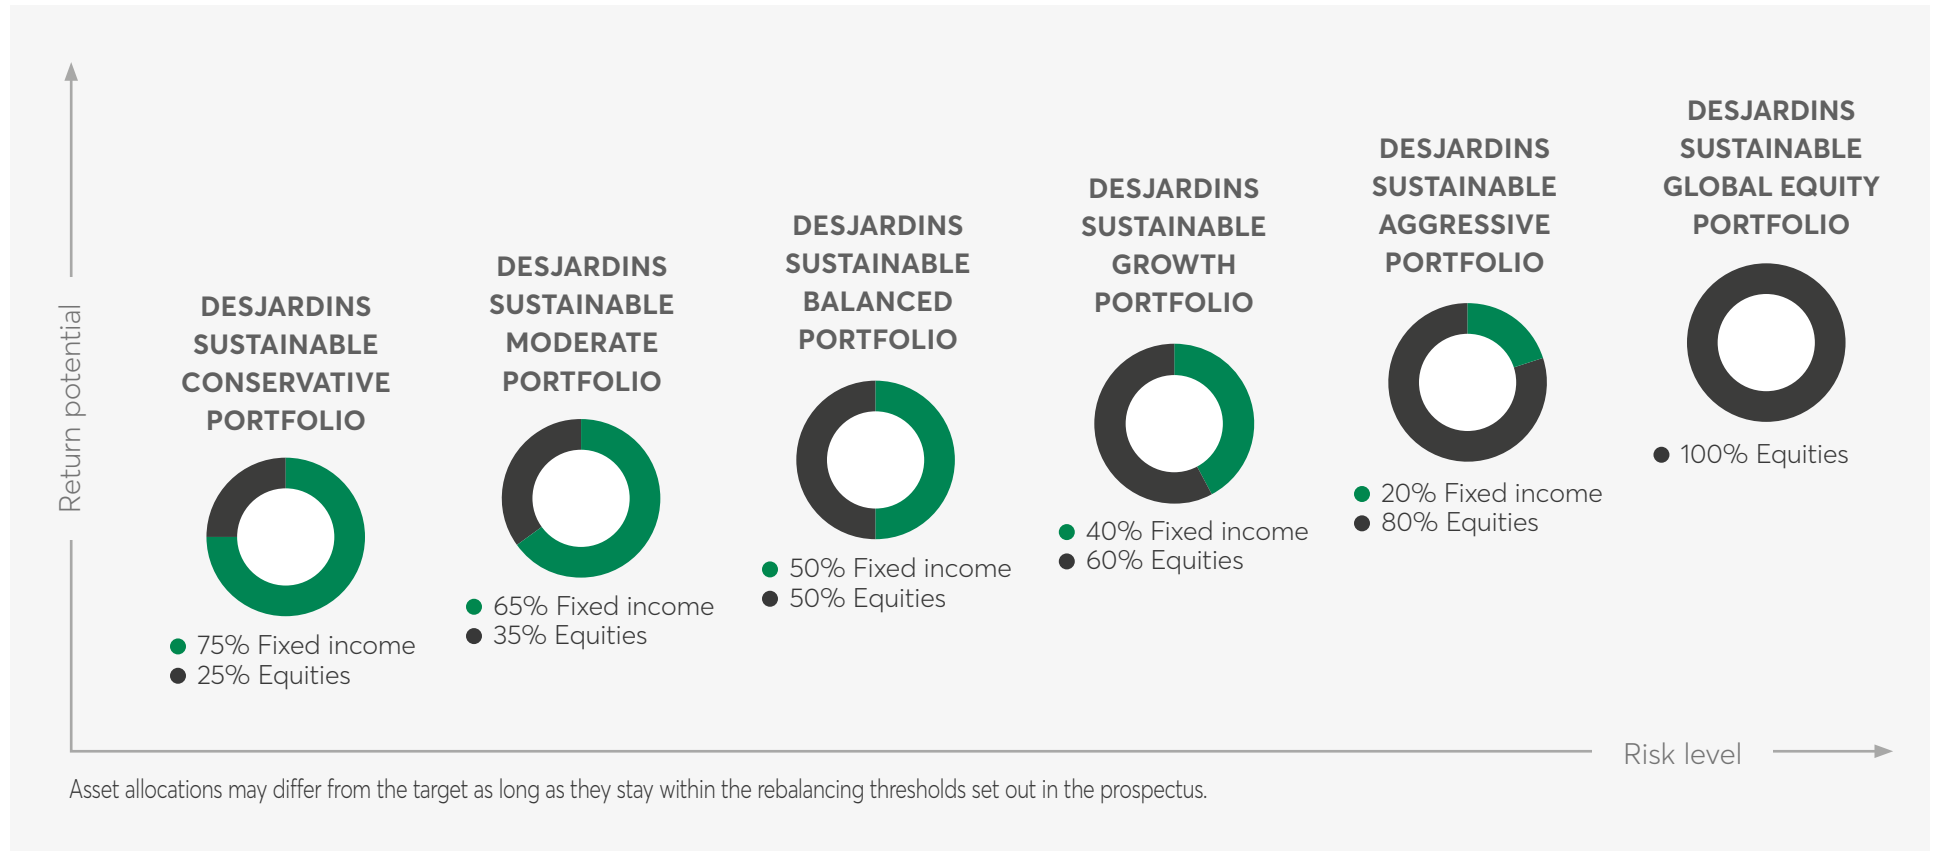 Return potential
DESJARDINS
SUSTAINABLE
CONSERVATIVE
PORTFOLIO
75% Fixed income
25% Equities
DESJARDINS
SUSTAINABLE
MODERATE
PORTFOLIO
65% Fixed income
35% Equities
DESJARDINS
SUSTAINABLE
BALANCED
PORTFOLIO
50% Fixed income
50% Equities
DESJARDINS
SUSTAINABLE
GROWTH
PORTFOLIO
40% Fixed income
60% Equities
DESJARDINS
SUSTAINABLE
AGGRESSIVE
PORTFOLIO
20% Fixed income
80% Equities
DESJARDINS
SUSTAINABLE
GLOBAL EQUITY
PORTFOLIO
100% Equities
Risk level
Asset allocations may differ from the target as long as they stay within the rebalancing thresholds set out in the prospectus.